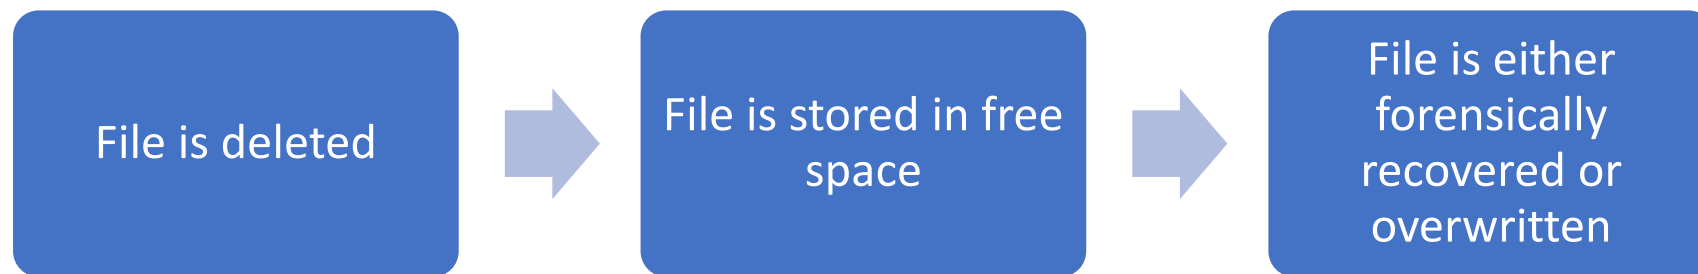 File is deleted
File is stored in free
space
File is either
forensically
recovered or
overwritten